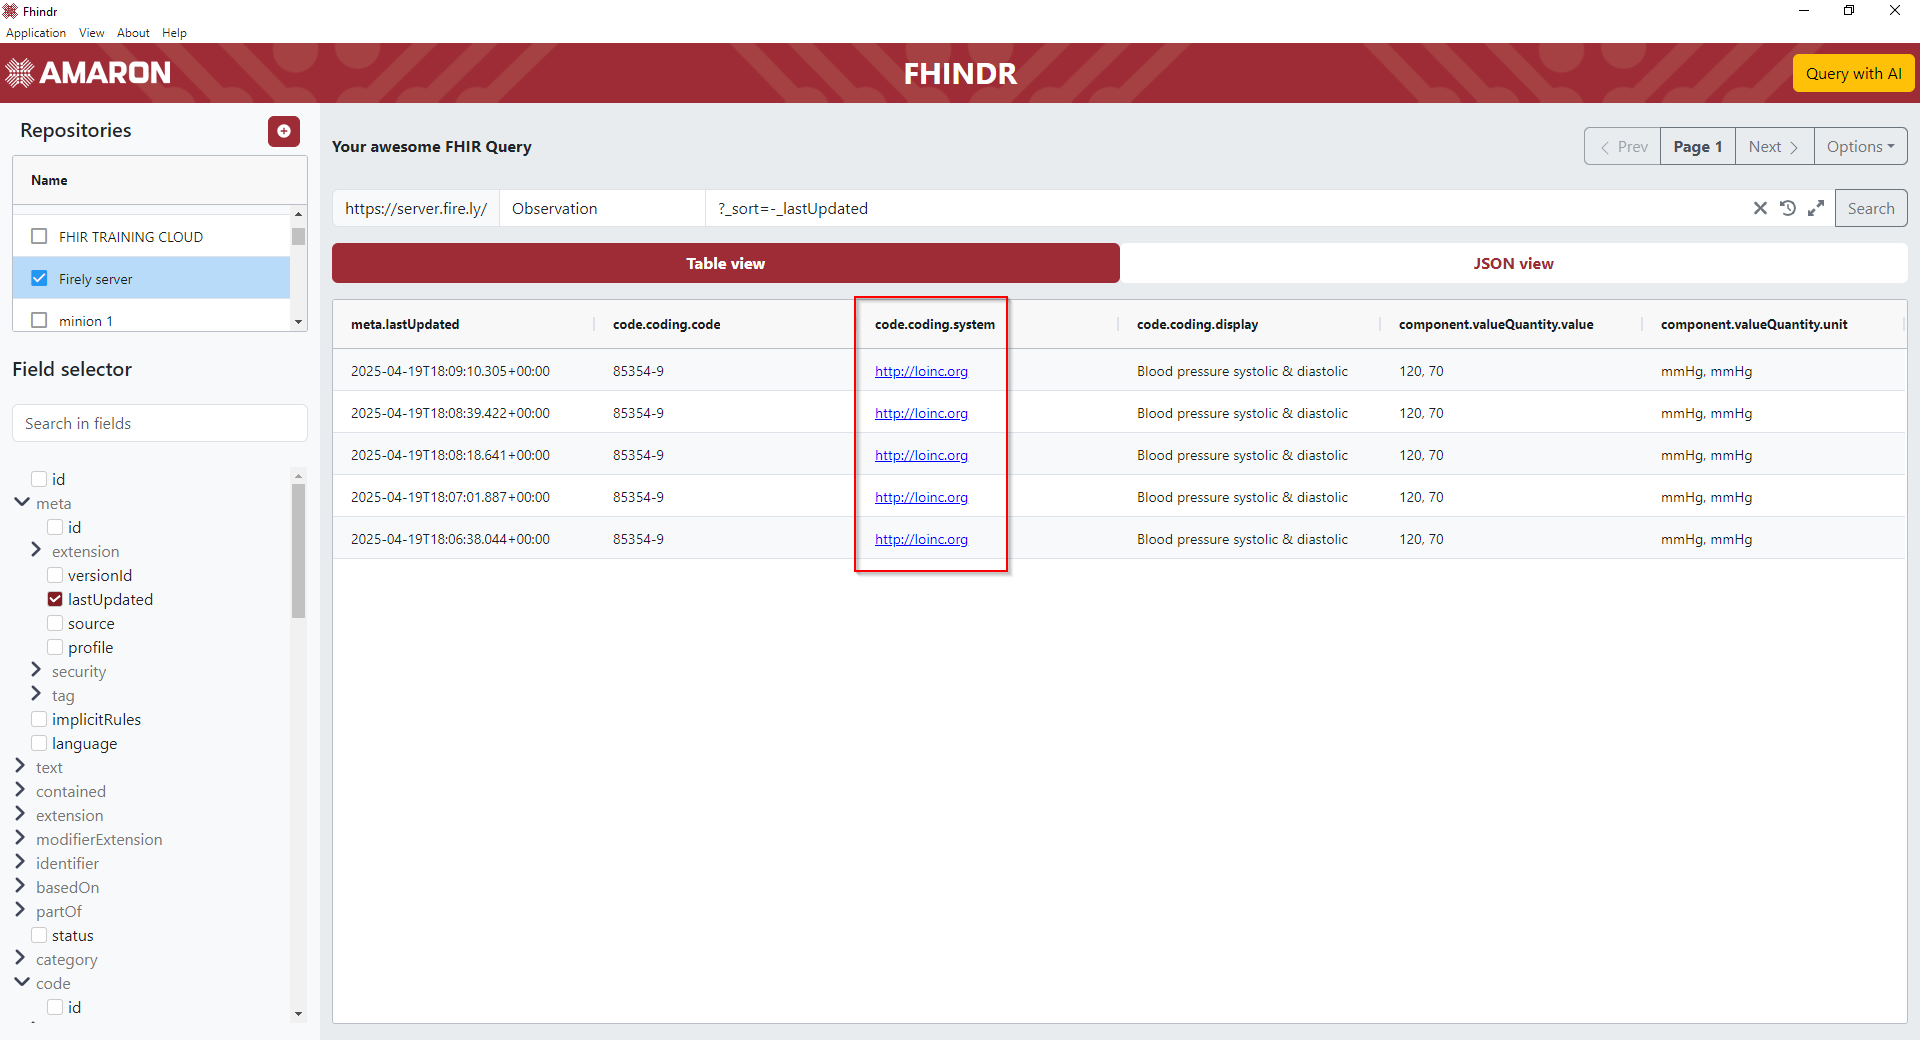 Fhindr
Application View About Help
AMARON
FHINDR
Query with AI
Repositories
Name
FHIR TRAINING CLOUD
Firely server
minion 1
Field selector
Search in fields
id
meta
id
extension
versionId
lastUpdated
source
profile
security
tag
implicitRules
language
text
contained
extension
modifierExtension
identifier
basedOn
partOf
status
category
code
id
Your awesome FHIR Query
Prev Page 1 Next Options
https://server.fire.ly/ Observation ?_sort=-_lastUpdated Search
Table view JSON view
meta.lastUpdated code.coding.code code.coding.system code.coding.display component.valueQuantity.value component.valueQuantity.unit
2025-04-19T18:09:10.305+00:00 85354-9 http://loinc.org Blood pressure systolic & diastolic 120, 70 mmHg, mmHg
2025-04-19T18:08:39.422+00:00 85354-9 http://loinc.org Blood pressure systolic & diastolic 120, 70 mmHg, mmHg
2025-04-19T18:08:18.641+00:00 85354-9 http://loinc.org Blood pressure systolic & diastolic 120, 70 mmHg, mmHg
2025-04-19T18:07:01.887+00:00 85354-9 http://loinc.org Blood pressure systolic & diastolic 120, 70 mmHg, mmHg
2025-04-19T18:06:38.044+00:00 85354-9 http://loinc.org Blood pressure systolic & diastolic 120, 70 mmHg, mmHg